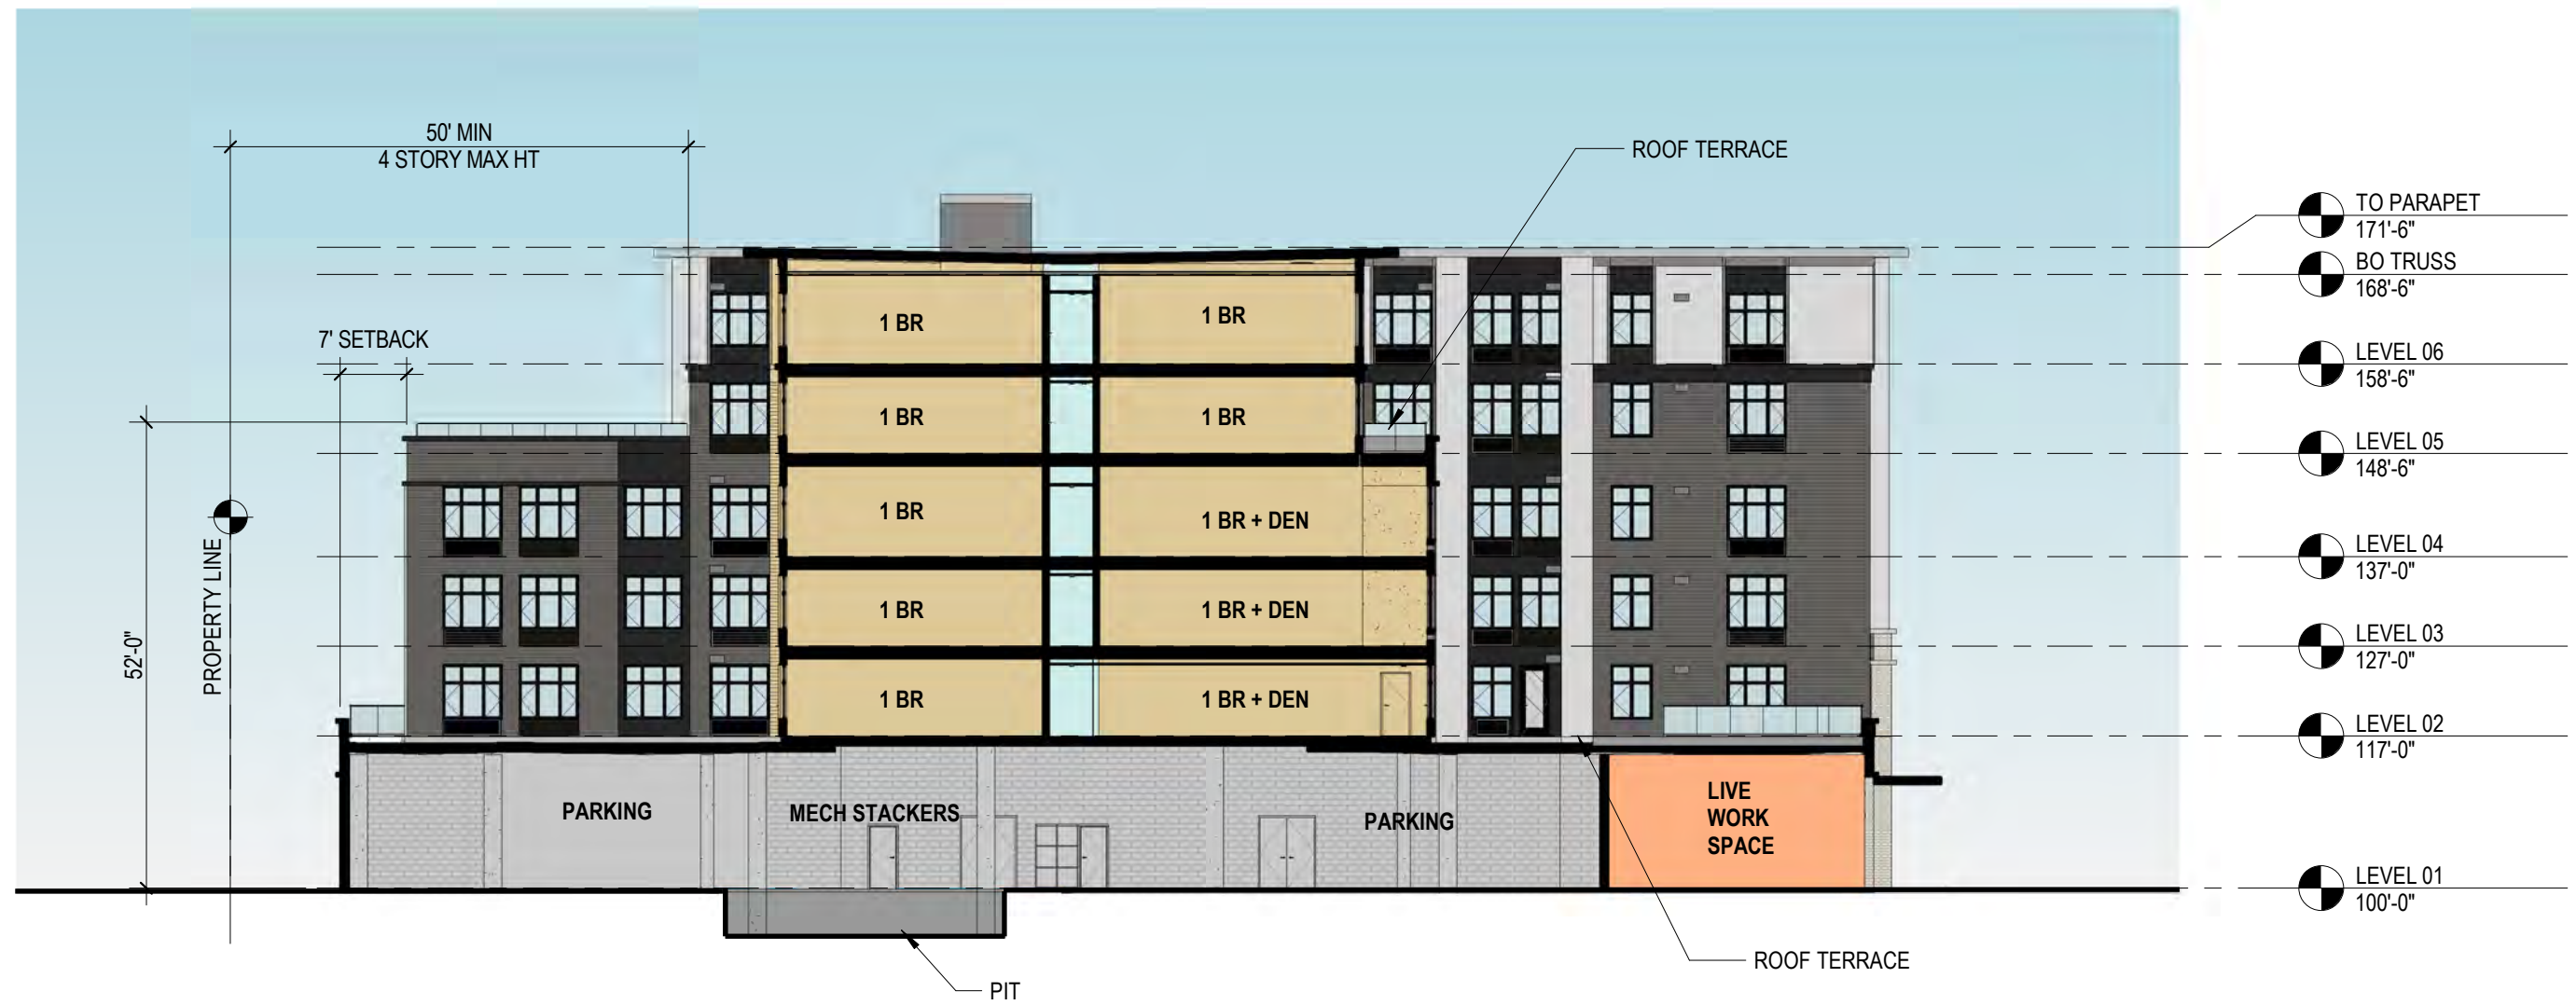 50' MIN
4 STORY MAX HT
ROOF TERRACE
TO PARAPET
171'-6"
BO TRUSS
168'-6"
7' SETBACK
1 BR
1 BR
LEVEL 06
158'-6"
1 BR
1 BR
LEVEL 05
148'-6"
1 BR
1 BR + DEN
LEVEL 04
137'-0"
PROPERTY LINE
52'-0"
1 BR
1 BR + DEN
LEVEL 03
127'-0"
1 BR
1 BR + DEN
LEVEL 02
117'-0"
PARKING
MECH STACKERS
PARKING
LIVE
WORK
SPACE
LEVEL 01
100'-0"
ROOF TERRACE
PIT